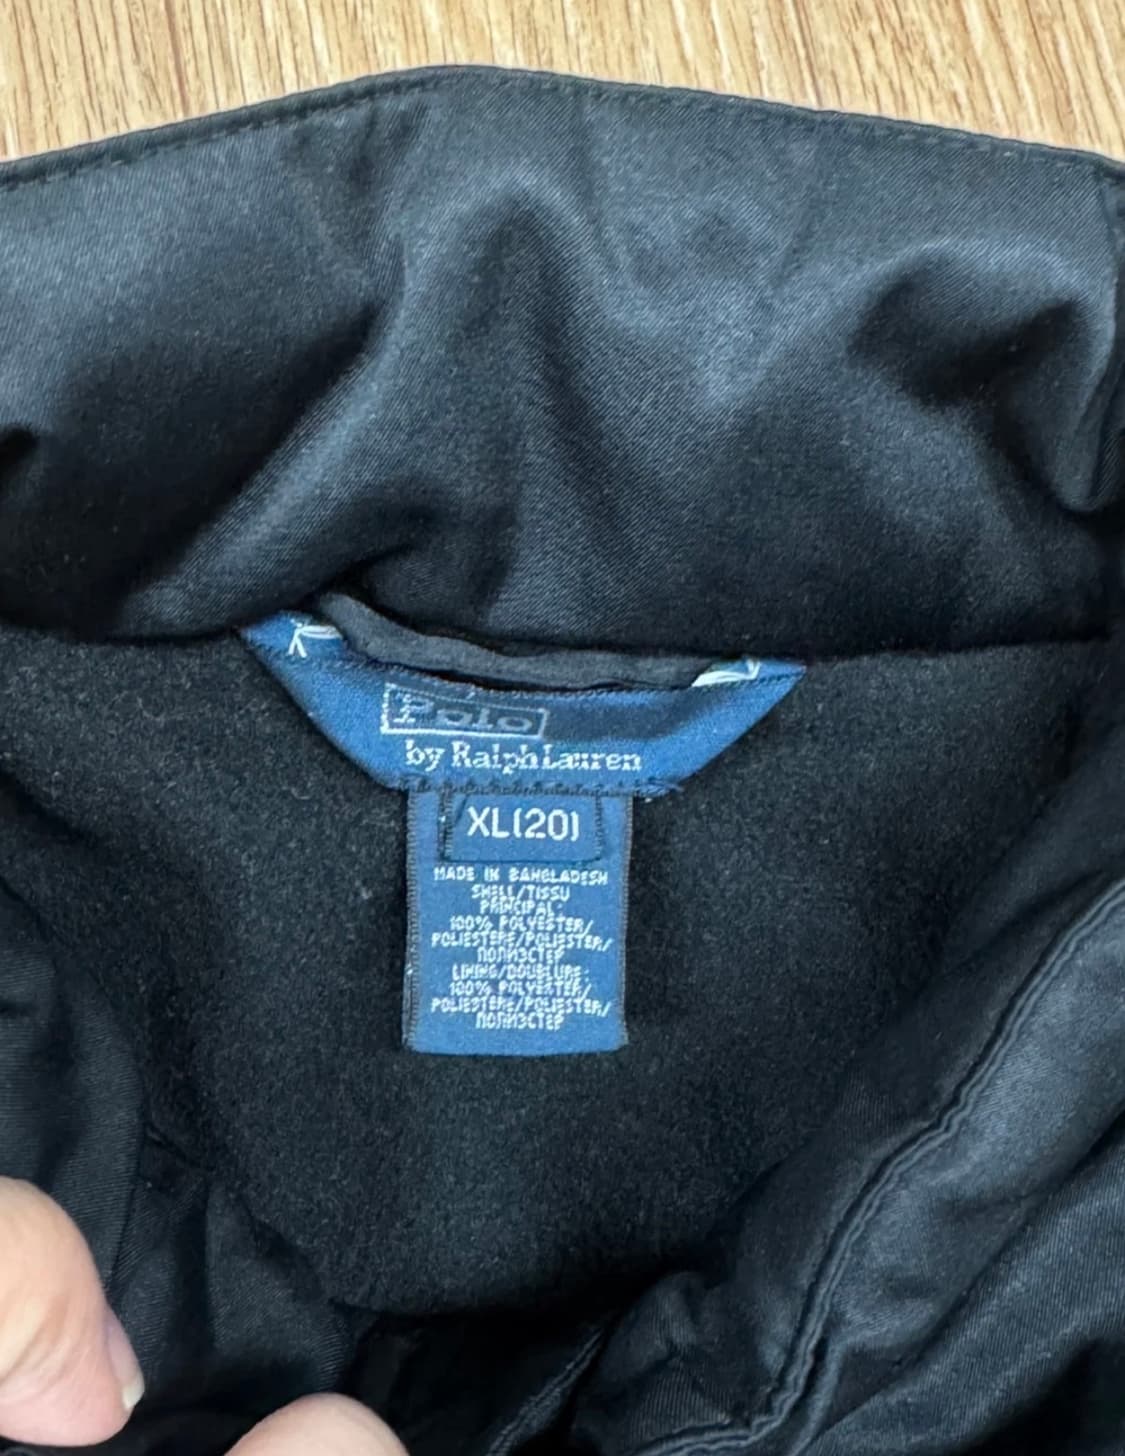 Polo
by Ralph Lauren
XL(20)
MADE IN BANGLADESH
SHELL/TISSU
PRINCIPAL
100% POLYESTER/
POLIESTERE/POLIESTER/
ПОЛИЭСТЕР
LINING/DOUBLURE:
100% POLYESTER/
POLIESTERE/POLIESTER/
ПОЛИЭСТЕР